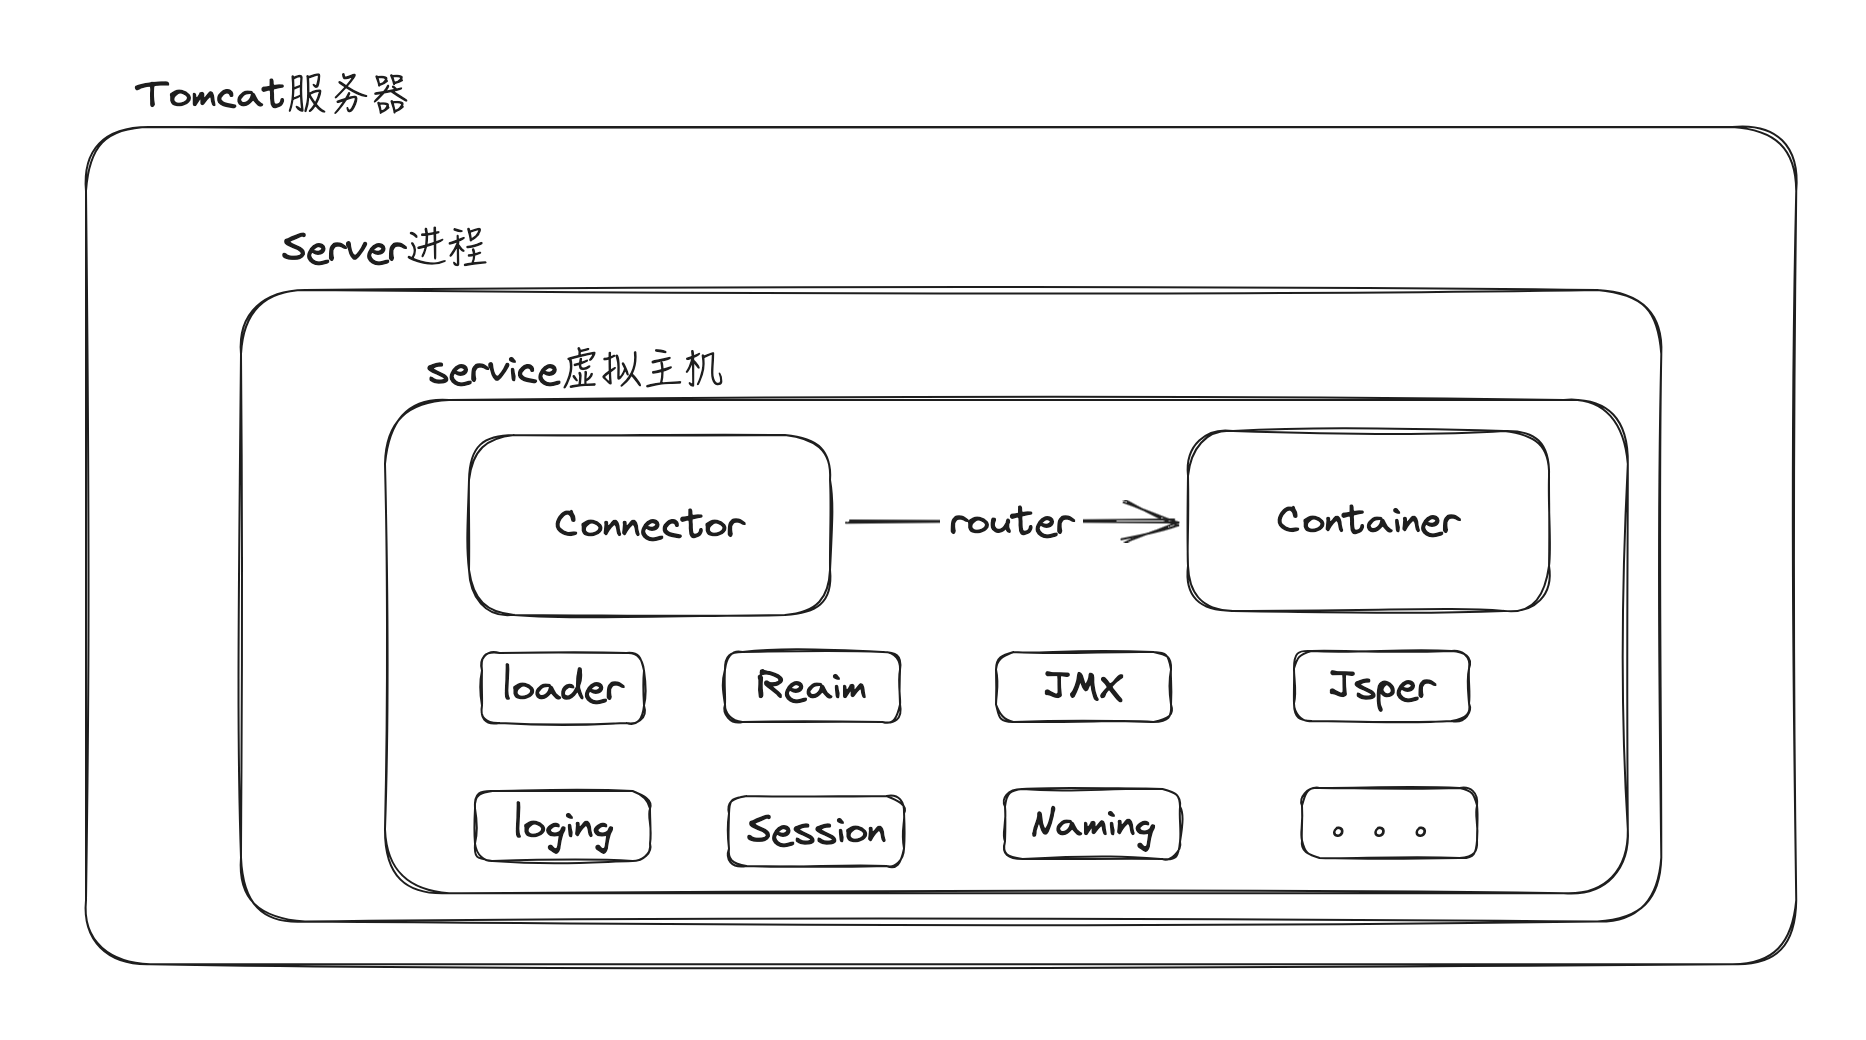 Tomcat服务器
Server进程
service虚拟主机
Connector
router
Container
loader
Reaim
JMX
Jsper
loging
Session
Naming
。。。